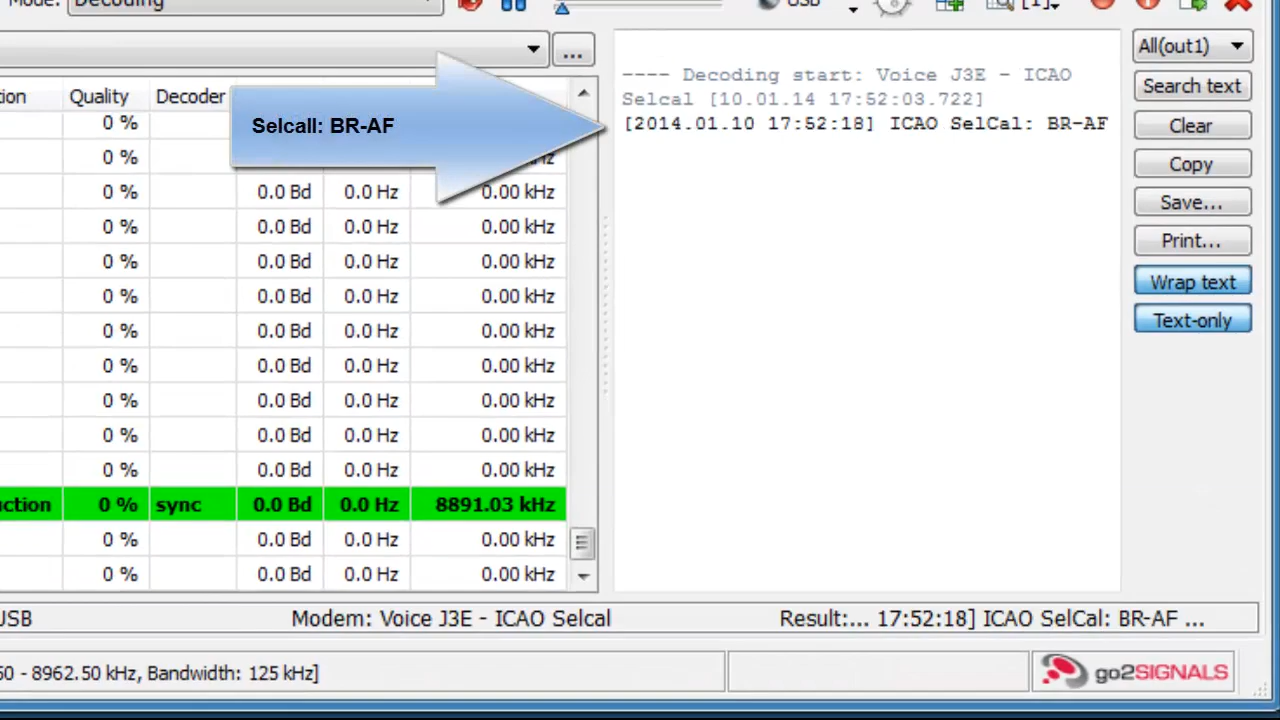 Mode: Decoding
USB
[1]
...
All(out1)
tion Quality Decoder
Selcall: BR-AF
---- Decoding start: Voice J3E - ICAO
Selcal [10.01.14 17:52:03.722]
[2014.01.10 17:52:18] ICAO SelCal: BR-AF
Search text
Clear
Copy
Save...
Print...
Wrap text
Text-only
0 %
0 % Hz
0 % 0.0 Bd 0.0 Hz 0.00 kHz
0 % 0.0 Bd 0.0 Hz 0.00 kHz
0 % 0.0 Bd 0.0 Hz 0.00 kHz
0 % 0.0 Bd 0.0 Hz 0.00 kHz
0 % 0.0 Bd 0.0 Hz 0.00 kHz
0 % 0.0 Bd 0.0 Hz 0.00 kHz
0 % 0.0 Bd 0.0 Hz 0.00 kHz
0 % 0.0 Bd 0.0 Hz 0.00 kHz
0 % 0.0 Bd 0.0 Hz 0.00 kHz
uction 0 % sync 0.0 Bd 0.0 Hz 8891.03 kHz
0 % 0.0 Bd 0.0 Hz 0.00 kHz
0 % 0.0 Bd 0.0 Hz 0.00 kHz
USB Modem: Voice J3E - ICAO Selcal Result:... 17:52:18] ICAO SelCal: BR-AF ...
50 - 8962.50 kHz, Bandwidth: 125 kHz]
go2SIGNALS